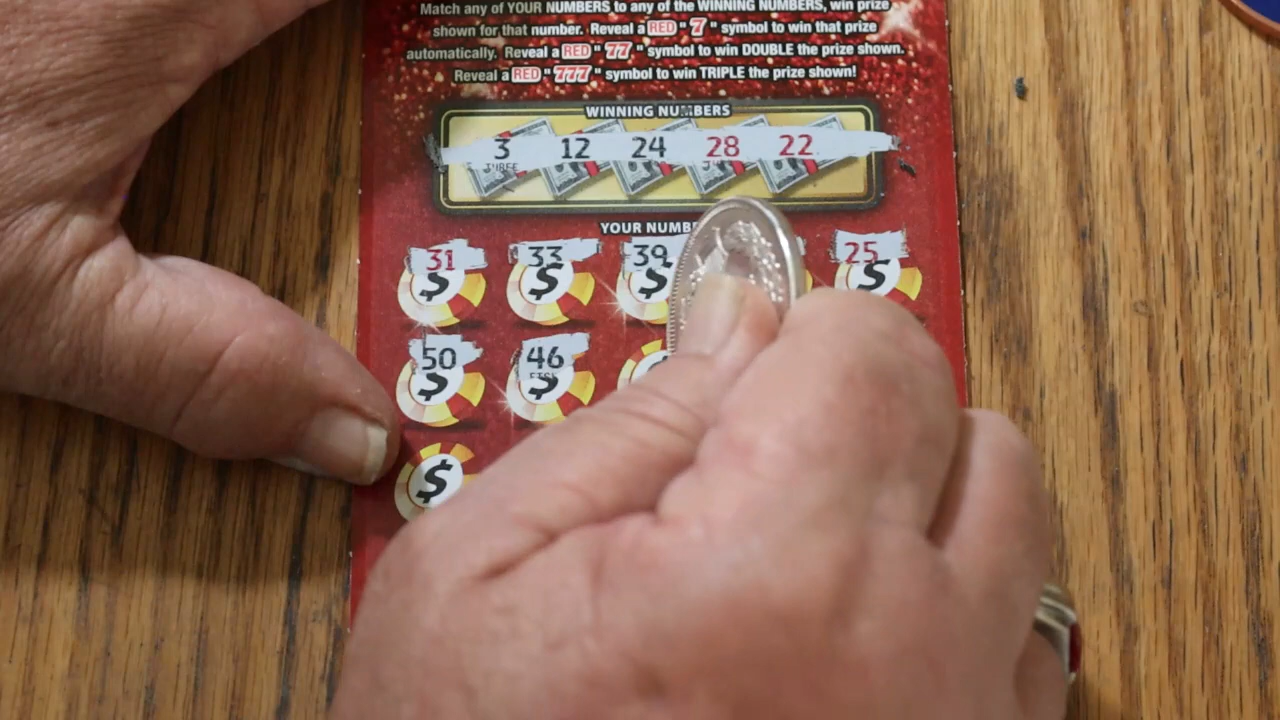 Match any of YOUR NUMBERS to any of the WINNING NUMBERS, win prize
shown for that number. Reveal a RED "7" symbol to win that prize
automatically. Reveal a RED "77" symbol to win DOUBLE the prize shown.
Reveal a RED "777" symbol to win TRIPLE the prize shown!
WINNING NUMBERS
3 12 24 28 22
YOUR
31 33 39 25
$ $ $ $
50 46
$ $
$